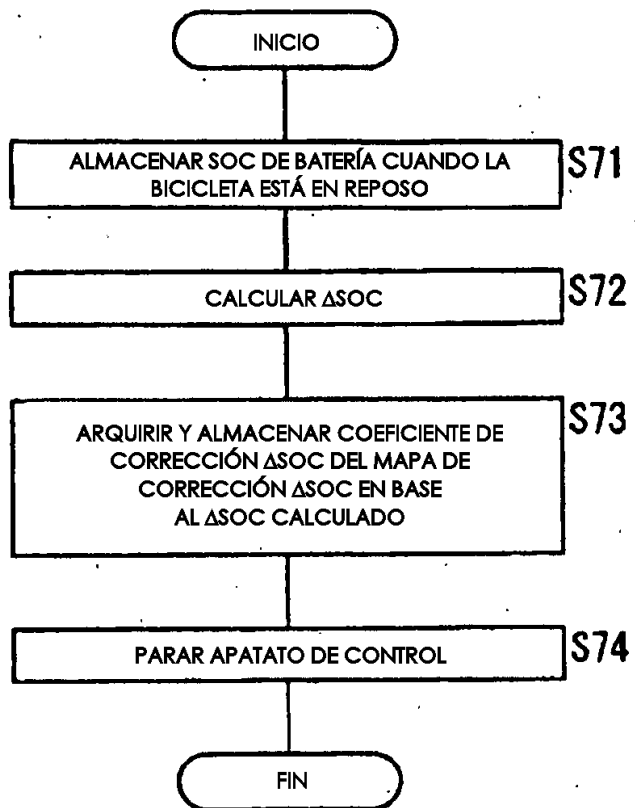 INICIO
ALMACENAR SOC DE BATERÍA CUANDO LA
BICICLETA ESTÁ EN REPOSO
S71
CALCULAR ΔSOC
S72
ARQUIRIR Y ALMACENAR COEFICIENTE DE
CORRECCIÓN ΔSOC DEL MAPA DE
CORRECCIÓN ΔSOC EN BASE
AL ΔSOC CALCULADO
S73
PARAR APATATO DE CONTROL
S74
FIN